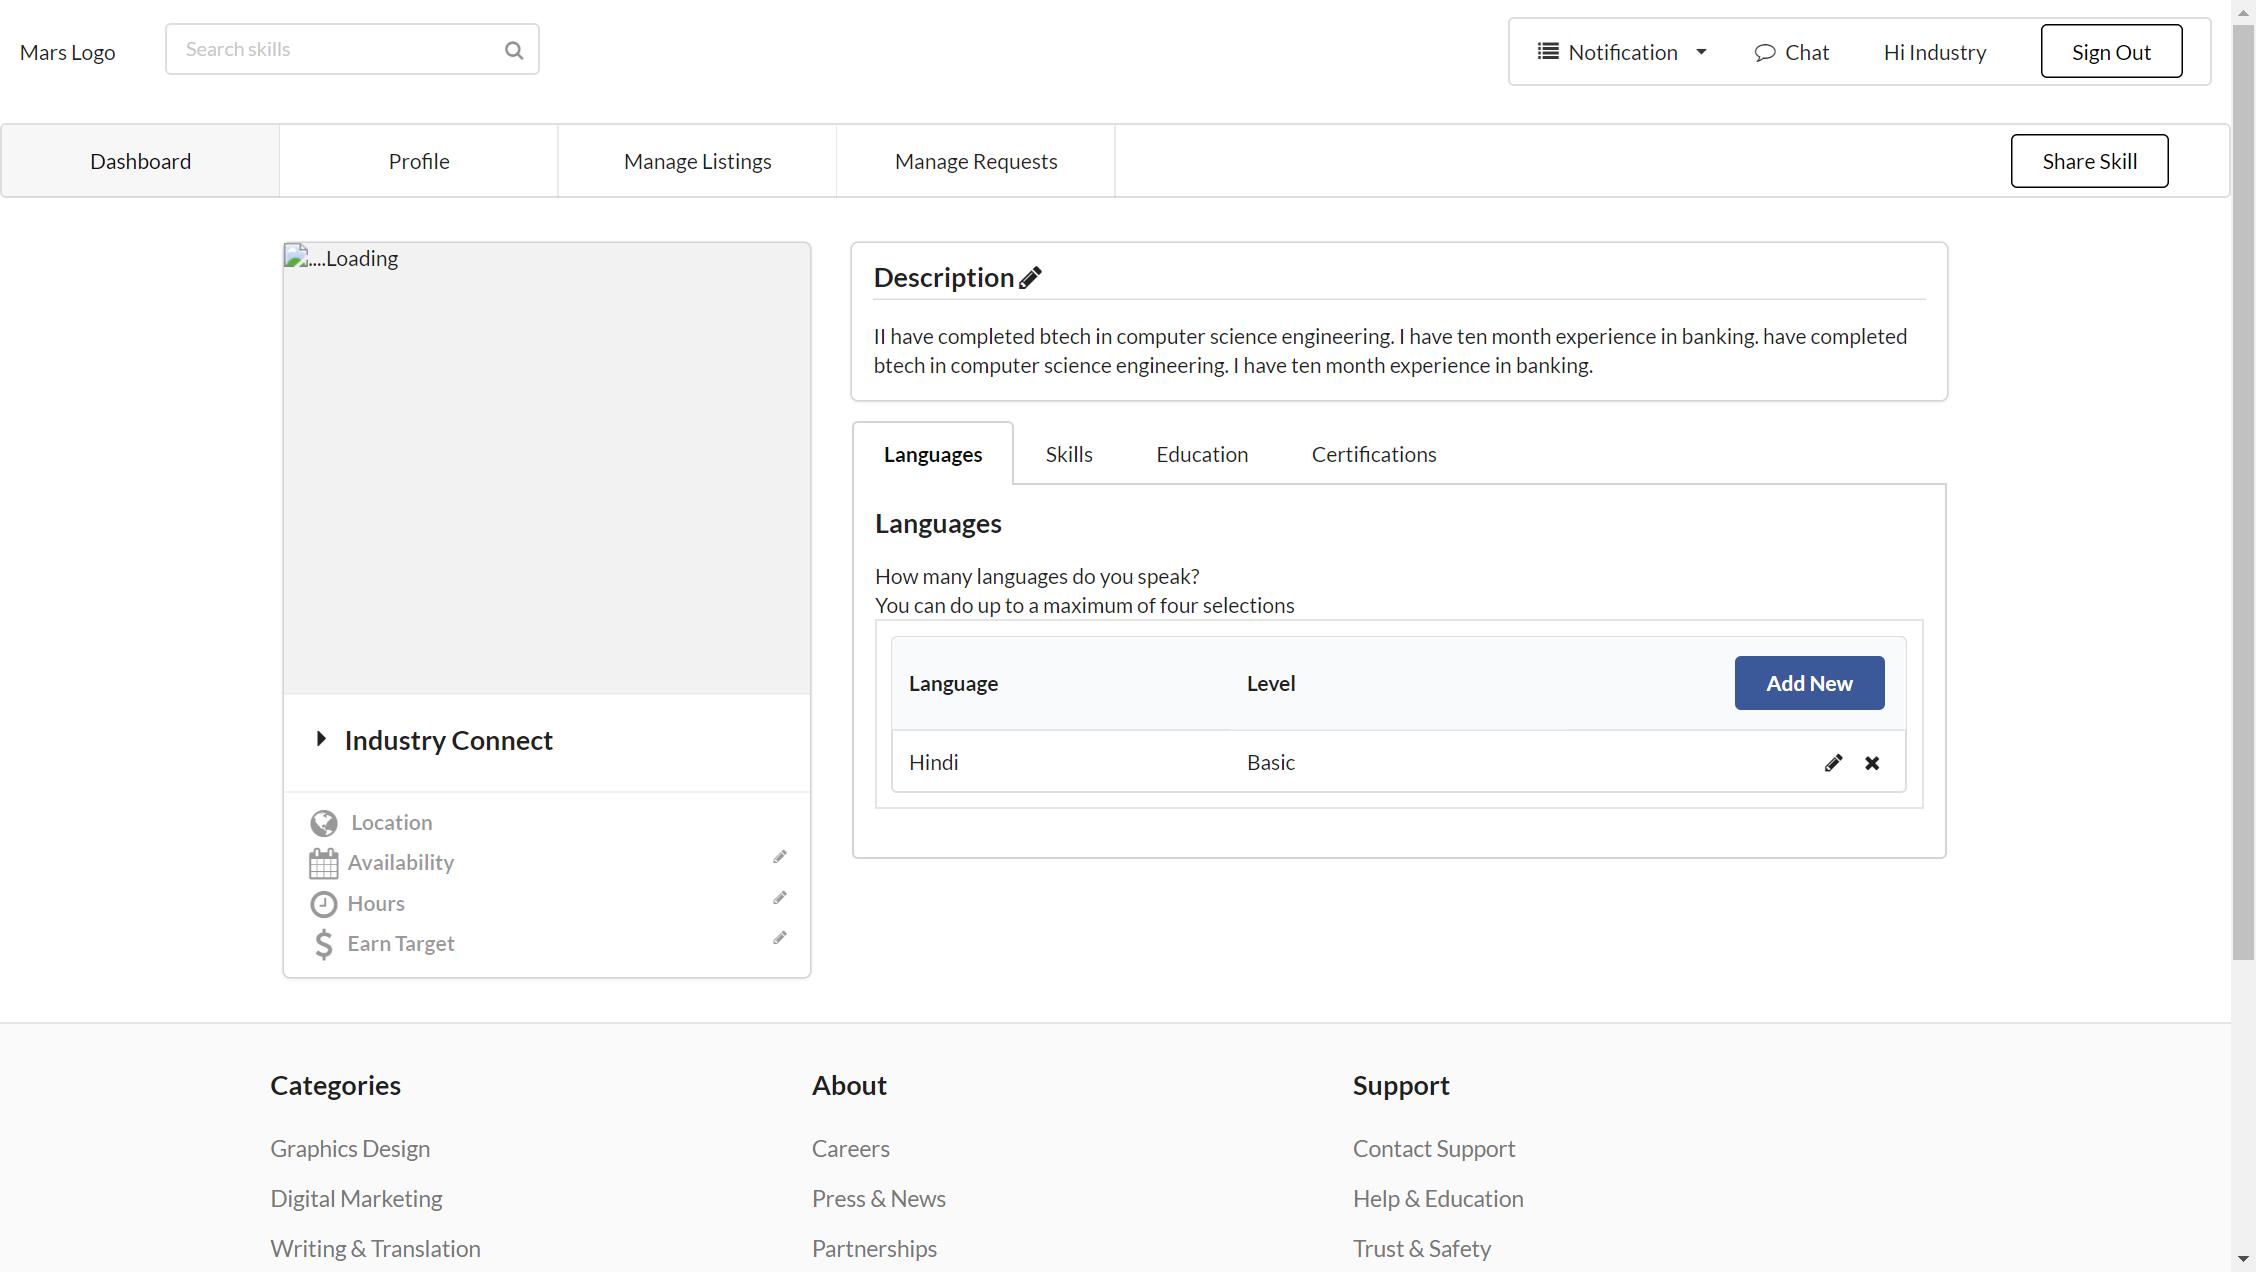 Mars Logo
Search skills
Notification
Chat
Hi Industry
Sign Out
Dashboard
Profile
Manage Listings
Manage Requests
Share Skill
....Loading
Industry Connect
Location
Availability
Hours
Earn Target
Description
II have completed btech in computer science engineering. I have ten month experience in banking. have completed
btech in computer science engineering. I have ten month experience in banking.
Languages
Skills
Education
Certifications
Languages
How many languages do you speak?
You can do up to a maximum of four selections
Language
Level
Add New
Hindi
Basic
Categories
Graphics Design
Digital Marketing
Writing & Translation
About
Careers
Press & News
Partnerships
Support
Contact Support
Help & Education
Trust & Safety